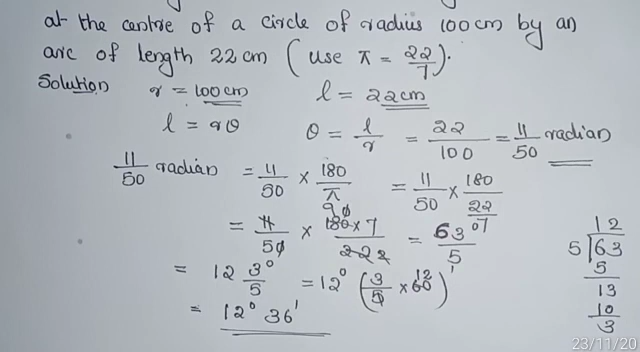 at the centre of a circle of radius 100 cm by an
arc of length 22 cm ( use π = 22/7 ).
Solution r = 100 cm l = 22 cm
l = rθ θ = l/r = 22/100 = 11/50 radian
11/50 radian = 11/50 × 180/π = 11/50 × 180/(22/7)
= 11/50 × 180 × 7/22 = 63°/5
= 12 3/5° = 12° (3/5 × 60)'
= 12° 36'
12
5 63
5
13
10
3
23/11/20